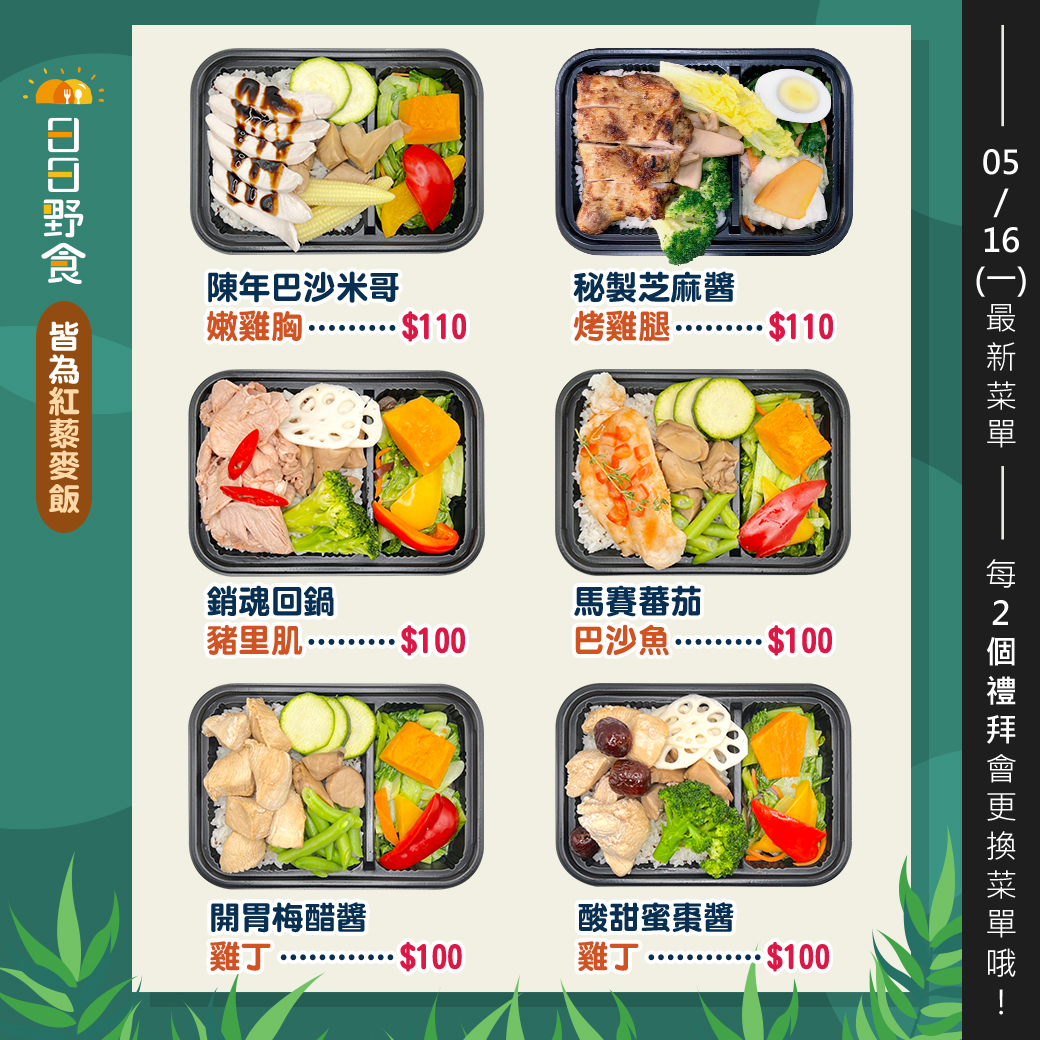 日日野食
皆為紅藜麥飯
陳年巴沙米哥
嫩雞胸·········$110
秘製芝麻醬
烤雞腿·········$110
銷魂回鍋
豬里肌·········$100
馬賽蕃茄
巴沙魚·········$100
開胃梅醋醬
雞丁············$100
酸甜蜜棗醬
雞丁············$100
05/16(一)最新菜單
每2個禮拜會更換菜單哦!